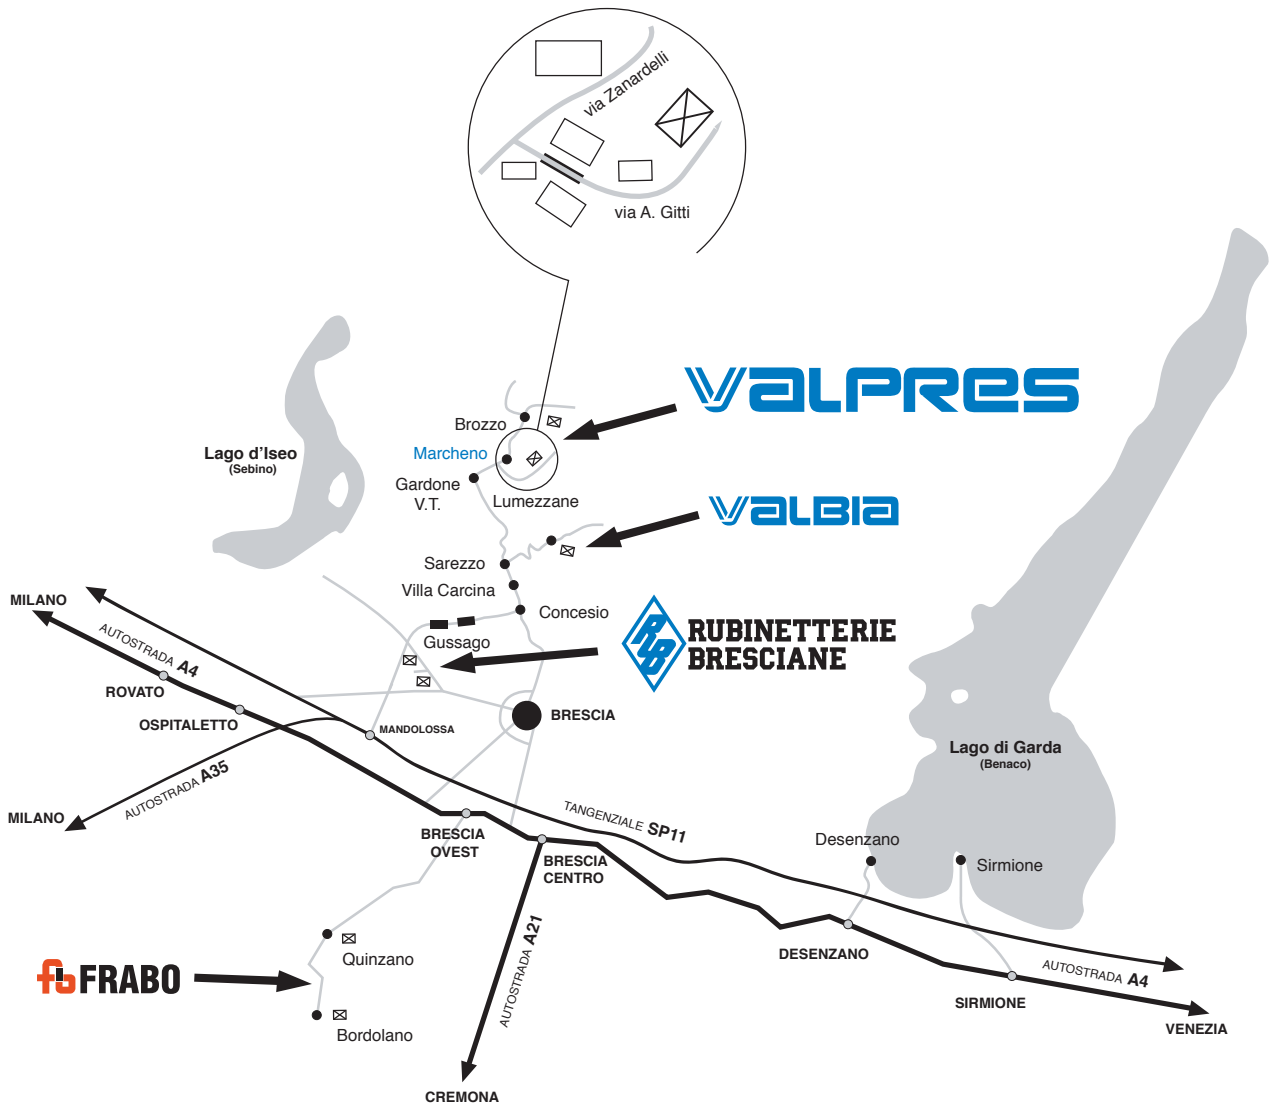 via Zanardelli
via A. Gitti
VALPRES
Brozzo
Marcheno
Lago d'Iseo
(Sebino)
Gardone
V.T.
Lumezzane
VALBIA
Sarezzo
Villa Carcina
Concesio
MILANO
AUTOSTRADA A4
Gussago
RB
RUBINETTERIE
BRESCIANE
ROVATO
OSPITALETTO
MANDOLOSSA
BRESCIA
Lago di Garda
(Benaco)
AUTOSTRADA A35
MILANO
TANGENZIALE SP11
BRESCIA
OVEST
BRESCIA
CENTRO
Desenzano
Sirmione
Quinzano
AUTOSTRADA A21
DESENZANO
fb FRABO
AUTOSTRADA A4
SIRMIONE
Bordolano
VENEZIA
CREMONA